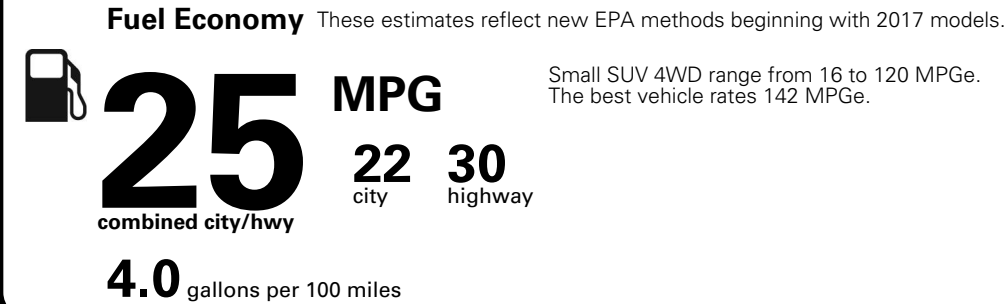 Fuel Economy These estimates reflect new EPA methods beginning with 2017 models.
25 MPG
Small SUV 4WD range from 16 to 120 MPGe.
The best vehicle rates 142 MPGe.
22 30
city highway
combined city/hwy
4.0 gallons per 100 miles